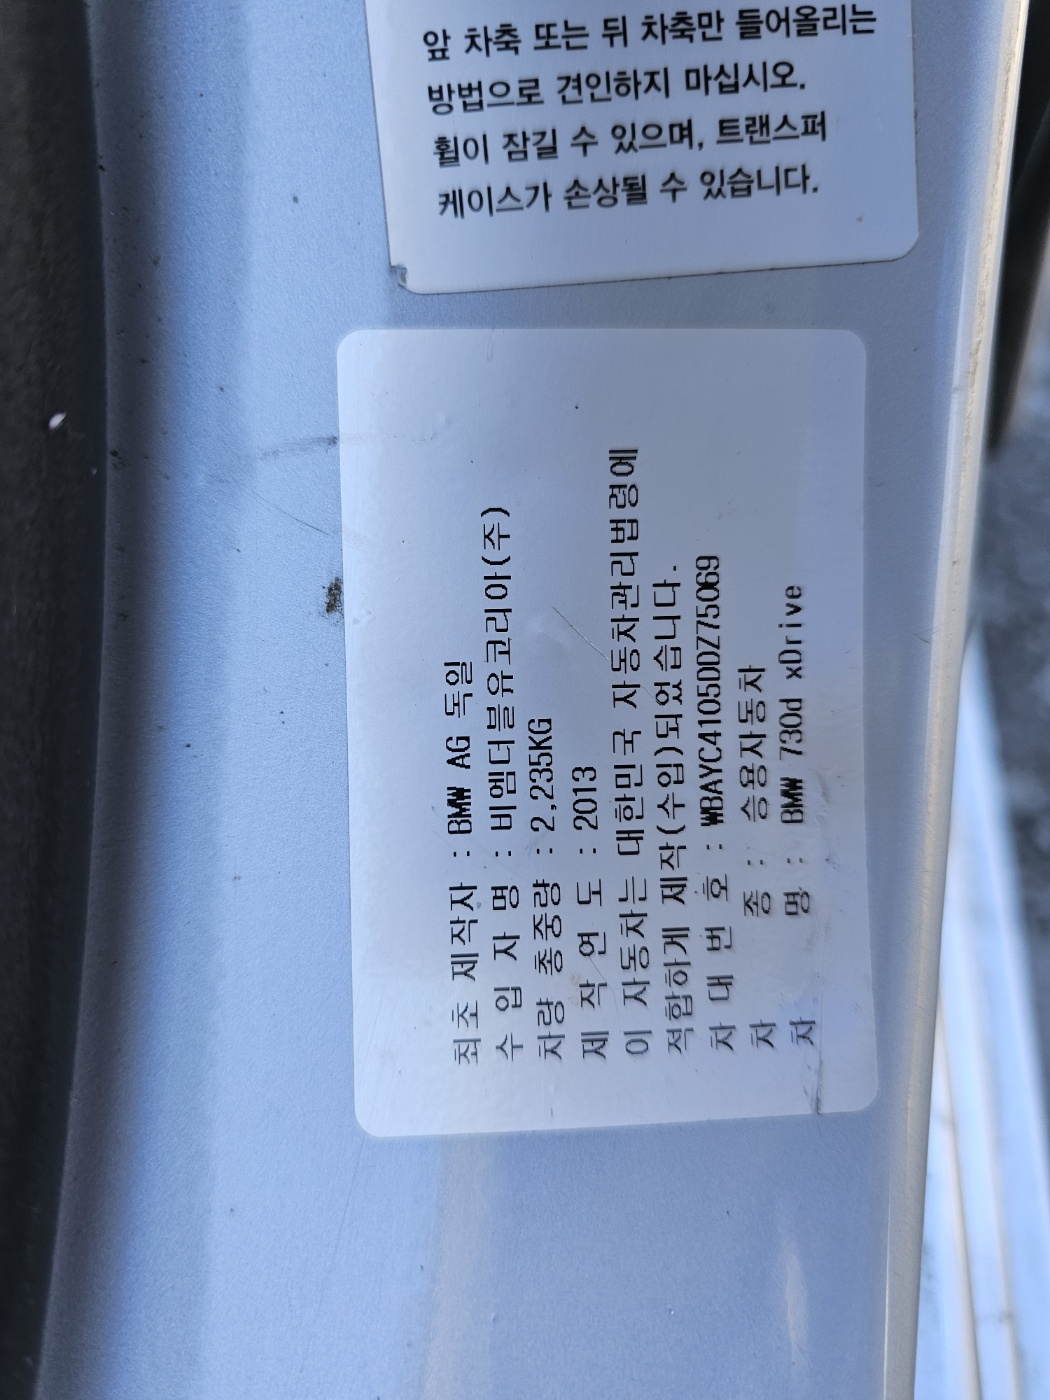 앞 차축 또는 뒤 차축만 들어올리는
방법으로 견인하지 마십시오.
휠이 잠길 수 있으며, 트랜스퍼
케이스가 손상될 수 있습니다.
최초 제작자 : BMW AG 독일
수 입 자 명 : 비엠더블유코리아(주)
차량 총중량 : 2,235KG
제 작 연 도 : 2013
이 자동차는 대한민국 자동차관리법령에
적합하게 제작(수입)되었습니다.
차 대 번 호 : WBAYC4105DDZ75069
차 종 : 승용자동차
차 명 : BMW 730d xDrive